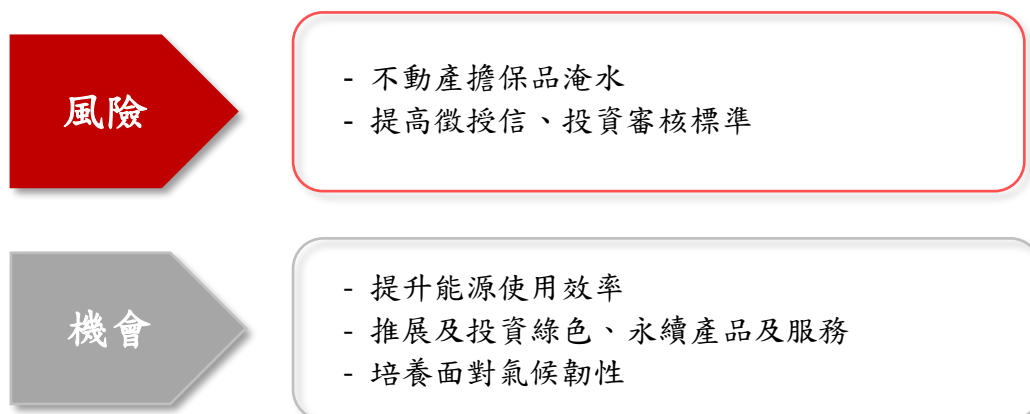 風險
- 不動產擔保品淹水
- 提高徵授信、投資審核標準
機會
- 提升能源使用效率
- 推展及投資綠色、永續產品及服務
- 培養面對氣候韌性